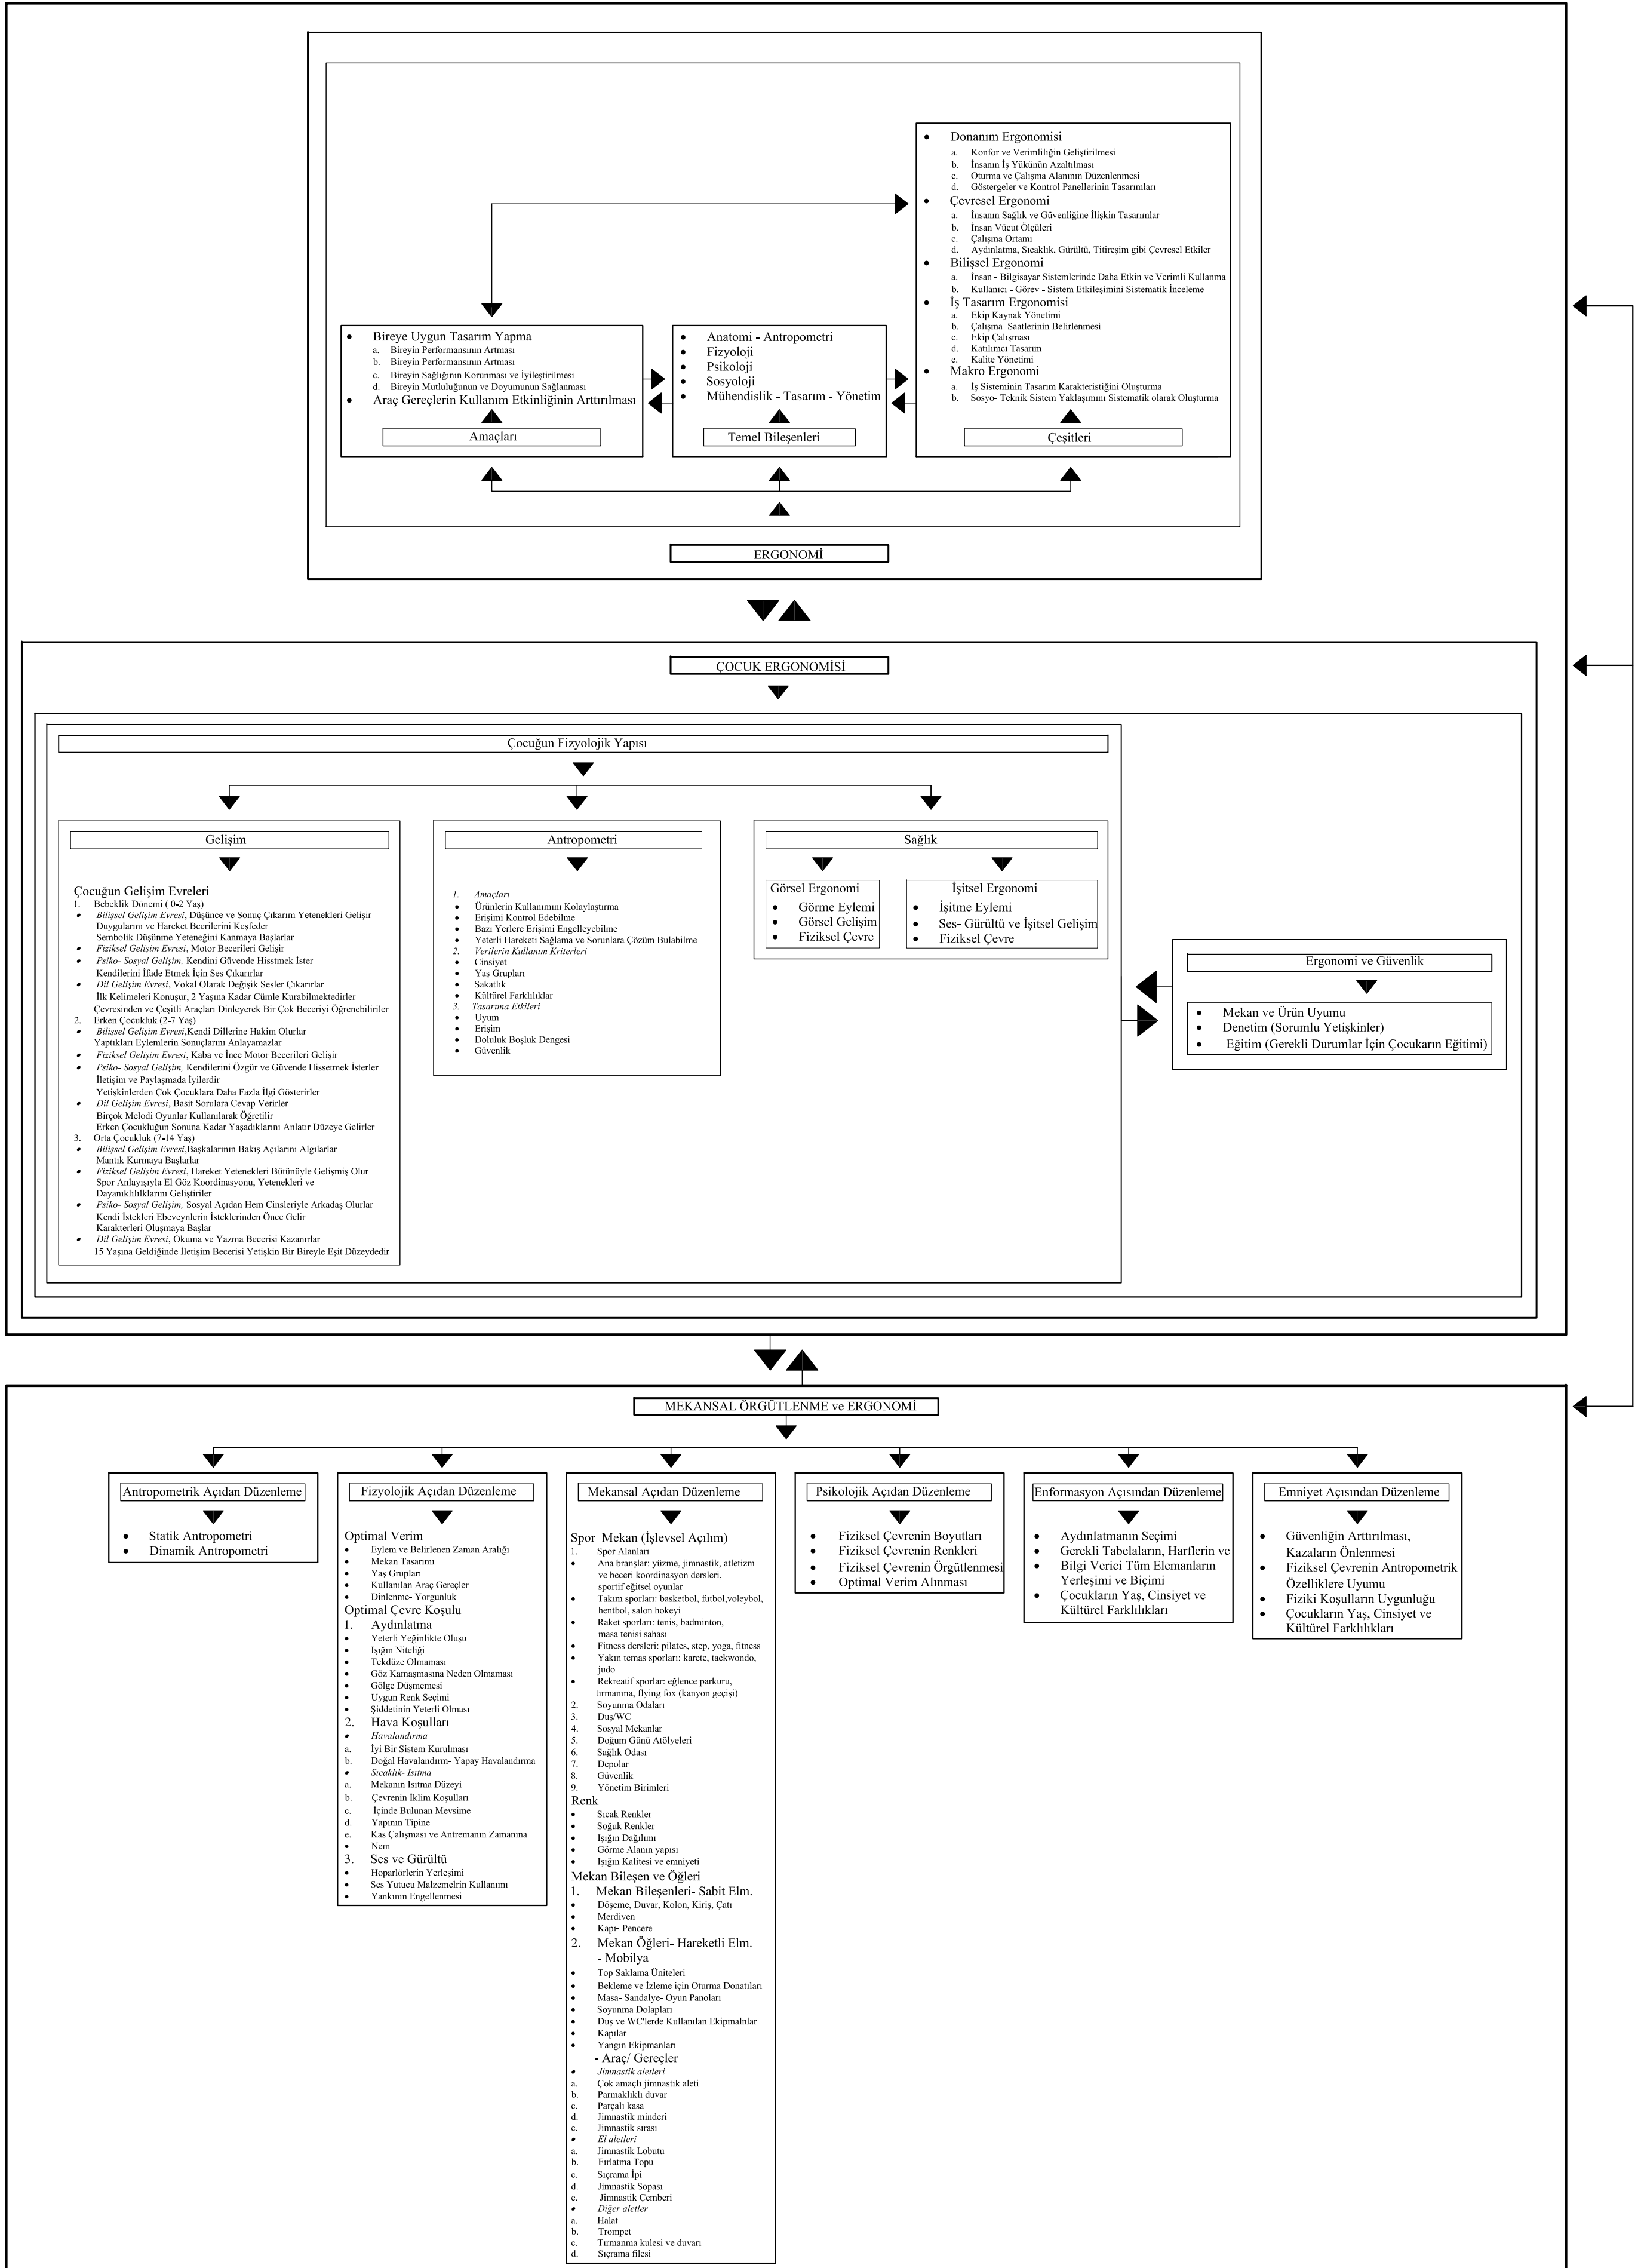 • Donanım Ergonomisi
a. Konfor ve Verimliliğin Geliştirilmesi
b. İnsanın İş Yükünün Azaltılması
c. Oturma ve Çalışma Alanının Düzenlenmesi
d. Göstergeler ve Kontrol Panellerinin Tasarımları
• Çevresel Ergonomi
a. İnsanın Sağlık ve Güvenliğine İlişkin Tasarımlar
b. İnsan Vücut Ölçüleri
c. Çalışma Ortamı
d. Aydınlatma, Sıcaklık, Gürültü, Titireşim gibi Çevresel Etkiler
• Bilişsel Ergonomi
a. İnsan - Bilgisayar Sistemlerinde Daha Etkin ve Verimli Kullanma
b. Kullanıcı - Görev - Sistem Etkileşimini Sistematik İnceleme
• İş Tasarım Ergonomisi
a. Ekip Kaynak Yönetimi
b. Çalışma Saatlerinin Belirlenmesi
c. Ekip Çalışması
d. Katılımcı Tasarım
e. Kalite Yönetimi
• Makro Ergonomi
a. İş Sisteminin Tasarım Karakteristiğini Oluşturma
b. Sosyo- Teknik Sistem Yaklaşımını Sistematik olarak Oluşturma
Çeşitleri
• Bireye Uygun Tasarım Yapma
a. Bireyin Performansının Artması
b. Bireyin Performansının Artması
c. Bireyin Sağlığının Korunması ve İyileştirilmesi
d. Bireyin Mutluluğunun ve Doyumunun Sağlanması
• Araç Gereçlerin Kullanım Etkinliğinin Arttırılması
Amaçları
• Anatomi - Antropometri
• Fizyoloji
• Psikoloji
• Sosyoloji
• Mühendislik - Tasarım - Yönetim
Temel Bileşenleri
ERGONOMİ
ÇOCUK ERGONOMİSİ
Çocuğun Fizyolojik Yapısı
Gelişim
Çocuğun Gelişim Evreleri
1. Bebeklik Dönemi ( 0-2 Yaş)
• Bilişsel Gelişim Evresi, Düşünce ve Sonuç Çıkarım Yetenekleri Gelişir
Duygularını ve Hareket Becerilerini Keşfeder
Sembolik Düşünme Yeteneğini Kanmaya Başlarlar
• Fiziksel Gelişim Evresi, Motor Becerileri Gelişir
• Psiko- Sosyal Gelişim, Kendini Güvende Hisstmek İster
Kendilerini İfade Etmek İçin Ses Çıkarırlar
• Dil Gelişim Evresi, Vokal Olarak Değişik Sesler Çıkarırlar
İlk Kelimeleri Konuşur, 2 Yaşına Kadar Cümle Kurabilmektedirler
Çevresinden ve Çeşitli Araçları Dinleyerek Bir Çok Beceriyi Öğrenebiliriler
2. Erken Çocukluk (2-7 Yaş)
• Bilişsel Gelişim Evresi,Kendi Dillerine Hakim Olurlar
Yaptıkları Eylemlerin Sonuçlarını Anlayamazlar
• Fiziksel Gelişim Evresi, Kaba ve İnce Motor Becerileri Gelişir
• Psiko- Sosyal Gelişim, Kendilerini Özgür ve Güvende Hissetmek İsterler
İletişim ve Paylaşmada İyilerdir
Yetişkinlerden Çok Çocuklara Daha Fazla İlgi Gösterirler
• Dil Gelişim Evresi, Basit Sorulara Cevap Verirler
Birçok Melodi Oyunlar Kullanılarak Öğretilir
Erken Çocukluğun Sonuna Kadar Yaşadıklarını Anlatır Düzeye Gelirler
3. Orta Çocukluk (7-14 Yaş)
• Bilişsel Gelişim Evresi,Başkalarının Bakış Açılarını Algılarlar
Mantık Kurmaya Başlarlar
• Fiziksel Gelişim Evresi, Hareket Yetenekleri Bütünüyle Gelişmiş Olur
Spor Anlayışıyla El Göz Koordinasyonu, Yetenekleri ve
Dayanıklılıklarını Geliştiriler
• Psiko- Sosyal Gelişim, Sosyal Açıdan Hem Cinsleriyle Arkadaş Olurlar
Kendi İstekleri Ebeveynlerin İsteklerinden Önce Gelir
Karakterleri Oluşmaya Başlar
• Dil Gelişim Evresi, Okuma ve Yazma Becerisi Kazanırlar
15 Yaşına Geldiğinde İletişim Becerisi Yetişkin Bir Bireyle Eşit Düzeydedir
Antropometri
1. Amaçları
• Ürünlerin Kullanımını Kolaylaştırma
• Erişimi Kontrol Edebilme
• Bazı Yerlere Erişimi Engelleyebilme
• Yeterli Hareketi Sağlama ve Sorunlara Çözüm Bulabilme
2. Verilerin Kullanım Kriterleri
• Cinsiyet
• Yaş Grupları
• Sakatlık
• Kültürel Farklılıklar
3. Tasarıma Etkileri
• Uyum
• Erişim
• Doluluk Boşluk Dengesi
• Güvenlik
Sağlık
Görsel Ergonomi
• Görme Eylemi
• Görsel Gelişim
• Fiziksel Çevre
İşitsel Ergonomi
• İşitme Eylemi
• Ses- Gürültü ve İşitsel Gelişim
• Fiziksel Çevre
Ergonomi ve Güvenlik
• Mekan ve Ürün Uyumu
• Denetim (Sorumlu Yetişkinler)
• Eğitim (Gerekli Durumlar İçin Çocukarın Eğitimi)
MEKANSAL ÖRGÜTLENME ve ERGONOMİ
Antropometrik Açıdan Düzenleme
• Statik Antropometri
• Dinamik Antropometri
Fizyolojik Açıdan Düzenleme
Optimal Verim
• Eylem ve Belirlenen Zaman Aralığı
• Mekan Tasarımı
• Yaş Grupları
• Kullanılan Araç Gereçler
• Dinlenme- Yorgunluk
Optimal Çevre Koşulu
1. Aydınlatma
• Yeterli Yeğinlikte Oluşu
• Işığın Niteliği
• Tekdüze Olmaması
• Göz Kamaşmasına Neden Olmaması
• Gölge Düşmemesi
• Uygun Renk Seçimi
• Şiddetinin Yeterli Olması
2. Hava Koşulları
• Havalandırma
a. İyi Bir Sistem Kurulması
b. Doğal Havalandırm- Yapay Havalandırma
• Sıcaklık- Isıtma
a. Mekanın Isıtma Düzeyi
b. Çevrenin İklim Koşulları
c. İçinde Bulunan Mevsime
d. Yapının Tipine
e. Kas Çalışması ve Antremanın Zamanına
• Nem
3. Ses ve Gürültü
• Hoparlörlerin Yerleşimi
• Ses Yutucu Malzemelrin Kullanımı
• Yankının Engellenmesi
Mekansal Açıdan Düzenleme
Spor Mekan (İşlevsel Açılım)
1. Spor Alanları
• Ana branşlar: yüzme, jimnastik, atletizm
ve beceri koordinasyon dersleri,
sportif eğitsel oyunlar
• Takım sporları: basketbol, futbol,voleybol,
hentbol, salon hokeyi
• Raket sporları: tenis, badminton,
masa tenisi sahası
• Fitness dersleri: pilates, step, yoga, fitness
• Yakın temas sporları: karete, taekwondo,
judo
• Rekreatif sporlar: eğlence parkuru,
tırmanma, flying fox (kanyon geçişi)
2. Soyunma Odaları
3. Duş/WC
4. Sosyal Mekanlar
5. Doğum Günü Atölyeleri
6. Sağlık Odası
7. Depolar
8. Güvenlik
9. Yönetim Birimleri
Renk
• Sıcak Renkler
• Soğuk Renkler
• Işığın Dağılımı
• Görme Alanın yapısı
• Işığın Kalitesi ve emniyeti
Mekan Bileşen ve Öğleri
1. Mekan Bileşenleri- Sabit Elm.
• Döşeme, Duvar, Kolon, Kiriş, Çatı
• Merdiven
• Kapı- Pencere
2. Mekan Öğleri- Hareketli Elm.
- Mobilya
• Top Saklama Üniteleri
• Bekleme ve İzleme için Oturma Donatıları
• Masa- Sandalye- Oyun Panoları
• Soyunma Dolapları
• Duş ve WC'lerde Kullanılan Ekipmalnlar
• Kapılar
• Yangın Ekipmanları
- Araç/ Gereçler
• Jimnastik aletleri
a. Çok amaçlı jimnastik aleti
b. Parmaklıklı duvar
c. Parçalı kasa
d. Jimnastik minderi
e. Jimnastik sırası
• El aletleri
a. Jimnastik Lobutu
b. Fırlatma Topu
c. Sıçrama İpi
d. Jimnastik Sopası
e. Jimnastik Çemberi
• Diğer aletler
a. Halat
b. Trompet
c. Tırmanma kulesi ve duvarı
d. Sıçrama filesi
Psikolojik Açıdan Düzenleme
• Fiziksel Çevrenin Boyutları
• Fiziksel Çevrenin Renkleri
• Fiziksel Çevrenin Örgütlenmesi
• Optimal Verim Alınması
Enformasyon Açısından Düzenleme
• Aydınlatmanın Seçimi
• Gerekli Tabelaların, Harflerin ve
• Bilgi Verici Tüm Elemanların
Yerleşimi ve Biçimi
• Çocukların Yaş, Cinsiyet ve
Kültürel Farklılıkları
Emniyet Açısından Düzenleme
• Güvenliğin Arttırılması,
Kazaların Önlenmesi
• Fiziksel Çevrenin Antropometrik
Özelliklere Uyumu
• Fiziki Koşulların Uygunluğu
• Çocukların Yaş, Cinsiyet ve
Kültürel Farklılıkları